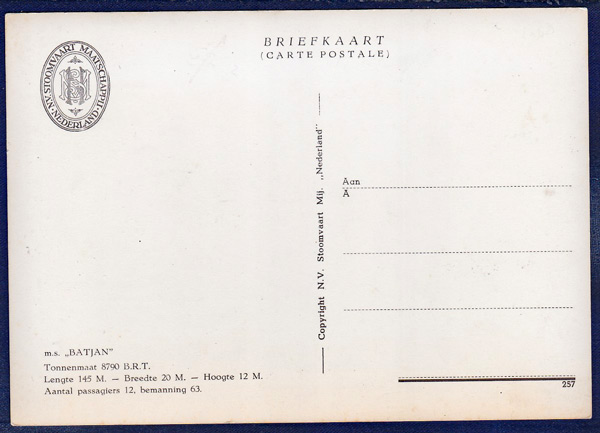 BRIEFKAART
(CARTE POSTALE)
N.V. STOOMVAART MAATSCHAPPIJ
NEDERLAND
Aan
À
Copyright N.V. Stoomvaart Mij. „Nederland”
m.s. „BATJAN”
Tonnenmaat 8790 B.R.T.
Lengte 145 M. — Breedte 20 M. — Hoogte 12 M.
Aantal passagiers 12, bemanning 63.
257